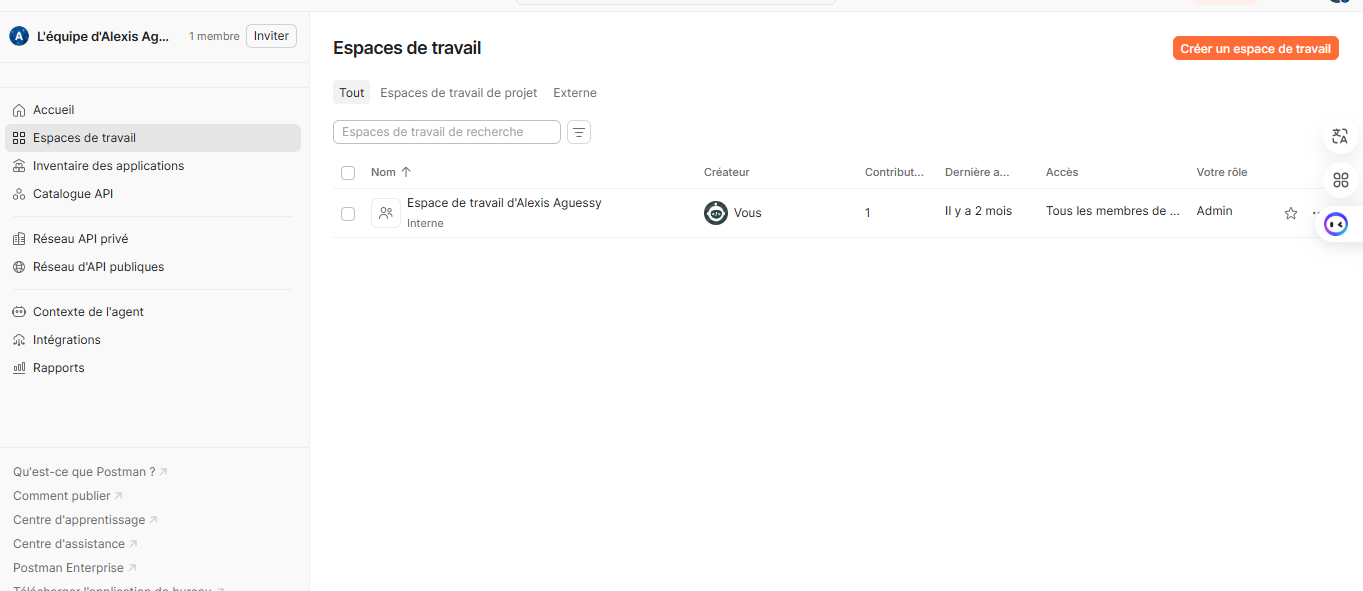 L'équipe d'Alexis Ag... 1 membre Inviter
Accueil
Espaces de travail
Inventaire des applications
Catalogue API
Réseau API privé
Réseau d'API publiques
Contexte de l'agent
Intégrations
Rapports
Qu'est-ce que Postman ?
Comment publier
Centre d'apprentissage
Centre d'assistance
Postman Enterprise
Télécharger l'application de bureau
Espaces de travail
Créer un espace de travail
Tout Espaces de travail de projet Externe
Espaces de travail de recherche
Nom Créateur Contribut... Dernière a... Accès Votre rôle
Espace de travail d'Alexis Aguessy
Interne
Vous 1 Il y a 2 mois Tous les membres de ... Admin